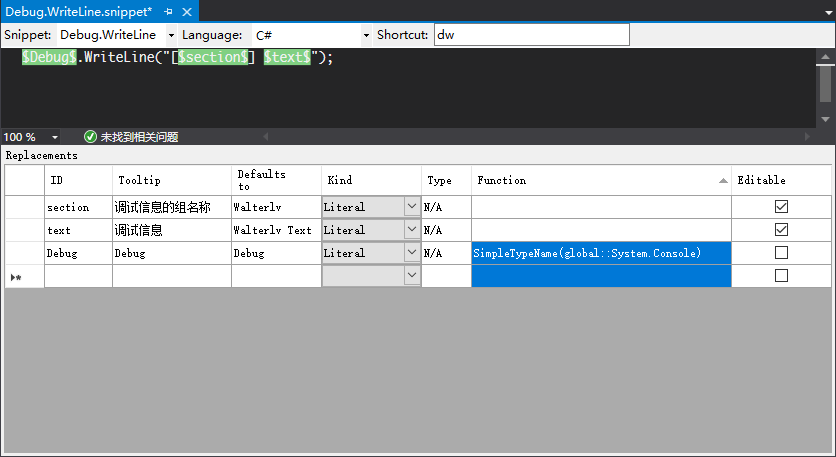 Debug.WriteLine.snippet*
Snippet: Debug.WriteLine Language: C# Shortcut: dw
$Debug$.WriteLine("[$section$] $text$");
100 % 未找到相关问题
Replacements
ID Tooltip Defaults to Kind Type Function Editable
section 调试信息的组名称 Walterlv Literal N/A
text 调试信息 Walterlv Text Literal N/A
Debug Debug Debug Literal N/A SimpleTypeName(global::System.Console)